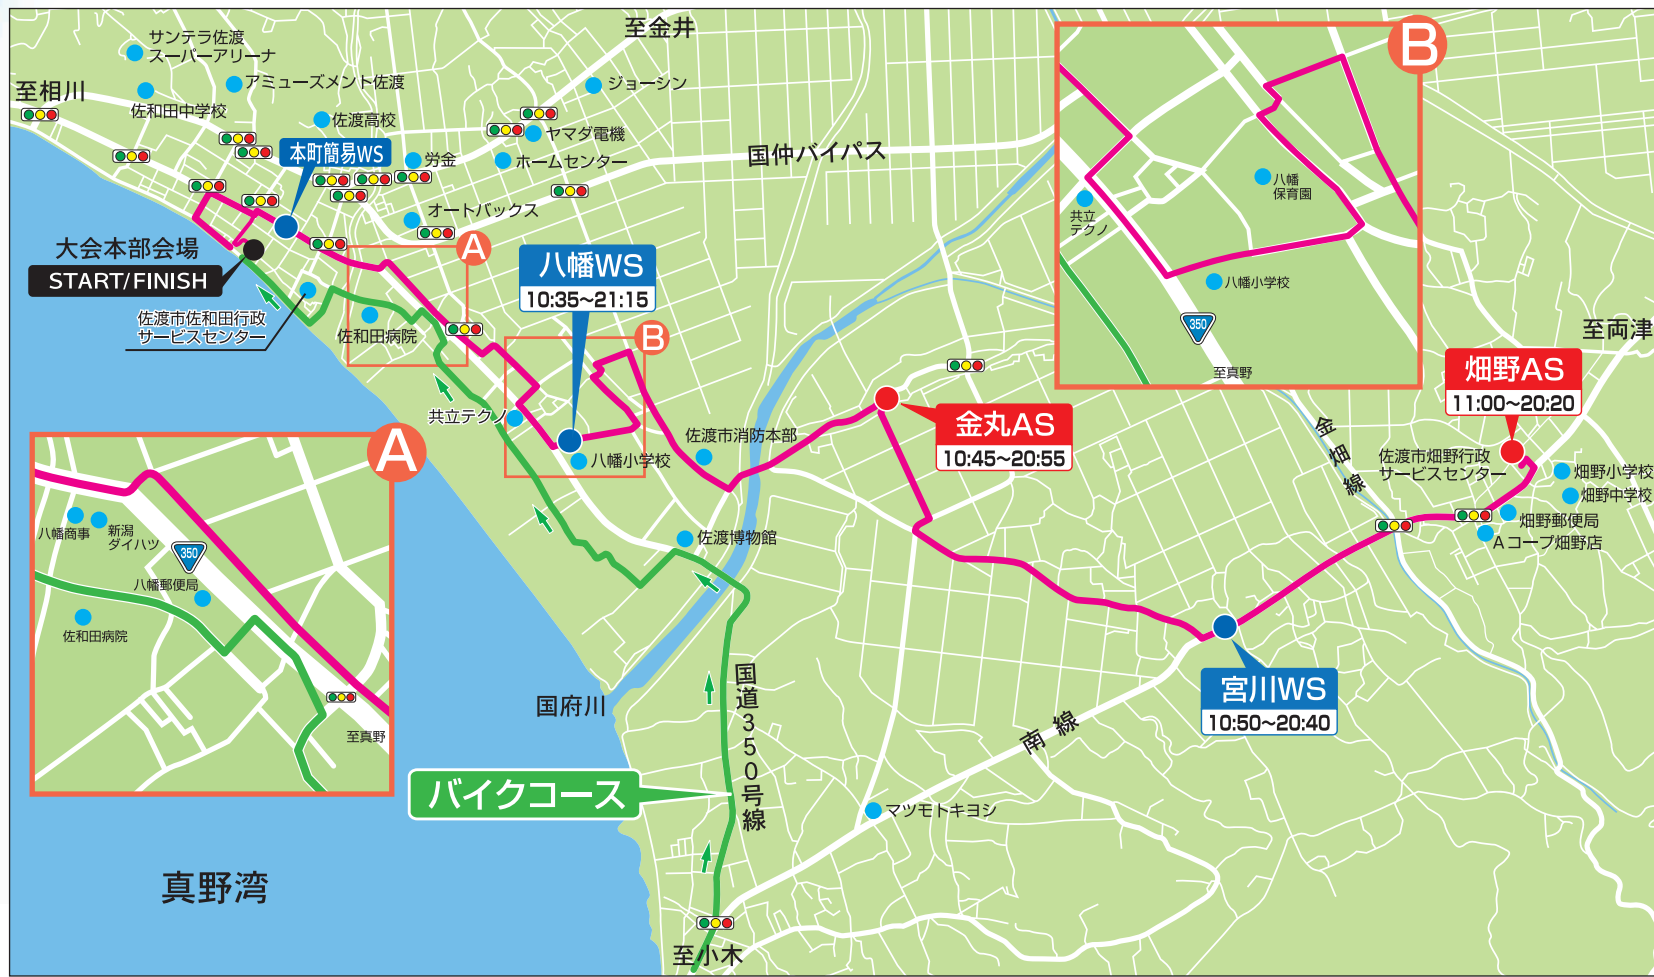 サンテラ佐渡
スーパーアリーナ
至金井
アミューズメント佐渡
ジョーシン
至相川
佐和田中学校
佐渡高校
ヤマダ電機
本町簡易WS
労金
ホームセンター
国仲バイパス
オートバックス
大会本部会場
START/FINISH
A
八幡WS
10:35~21:15
佐渡市佐和田行政
サービスセンター
佐和田病院
B
共立テクノ
八幡小学校
佐渡市消防本部
金丸AS
10:45~20:55
佐渡博物館
B
八幡
保育園
共立
テクノ
八幡小学校
350
至真野
至両津
畑野AS
11:00~20:20
金畑線
佐渡市畑野行政
サービスセンター
畑野小学校
畑野中学校
畑野郵便局
Aコープ畑野店
A
八幡商事
新潟
ダイハツ
350
八幡郵便局
佐和田病院
至真野
国府川
国道350号線
宮川WS
10:50~20:40
南線
バイクコース
マツモトキヨシ
真野湾
至小木